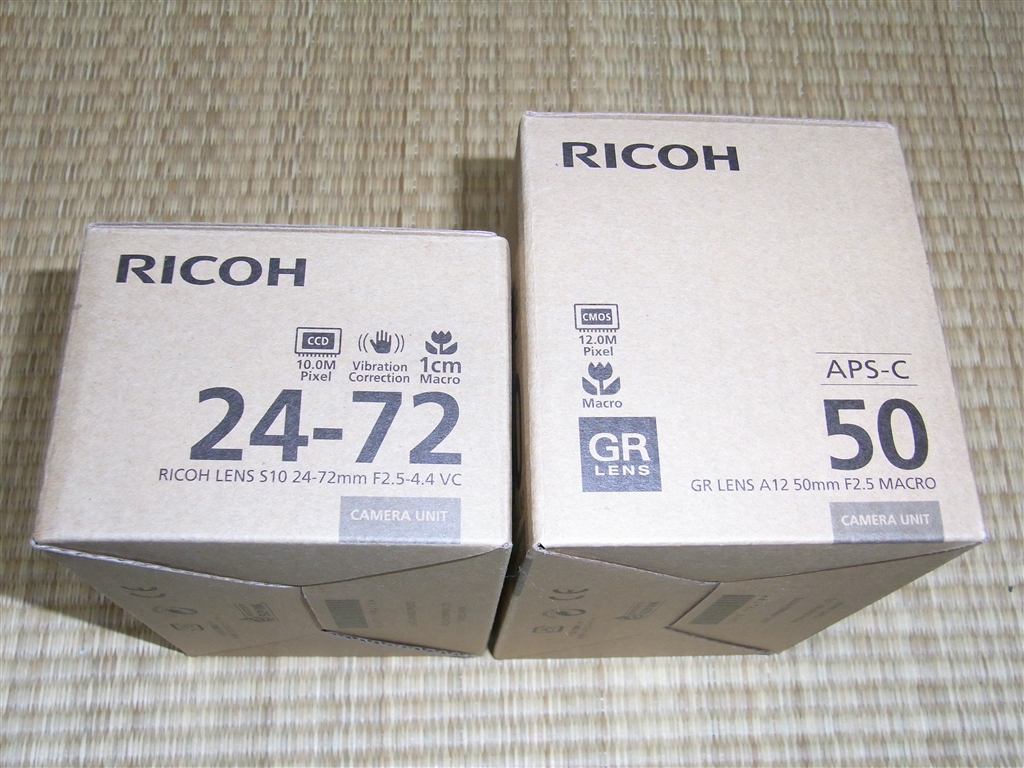 RICOH
CCD
10.0M
Pixel
Vibration
Correction
1cm
Macro
24-72
RICOH LENS S10 24-72mm F2.5-4.4 VC
CAMERA UNIT
RICOH
CMOS
12.0M
Pixel
Macro
GR
LENS
APS-C
50
GR LENS A12 50mm F2.5 MACRO
CAMERA UNIT
CE
CE